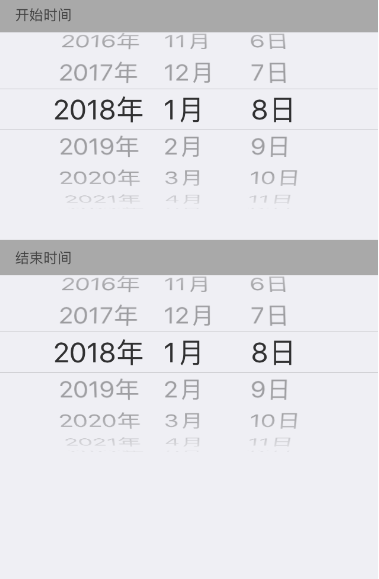 开始时间
2016年 11月 6日
2017年 12月 7日
2018年 1月 8日
2019年 2月 9日
2020年 3月 10日
2021年 4月 11日
结束时间
2016年 11月 6日
2017年 12月 7日
2018年 1月 8日
2019年 2月 9日
2020年 3月 10日
2021年 4月 11日